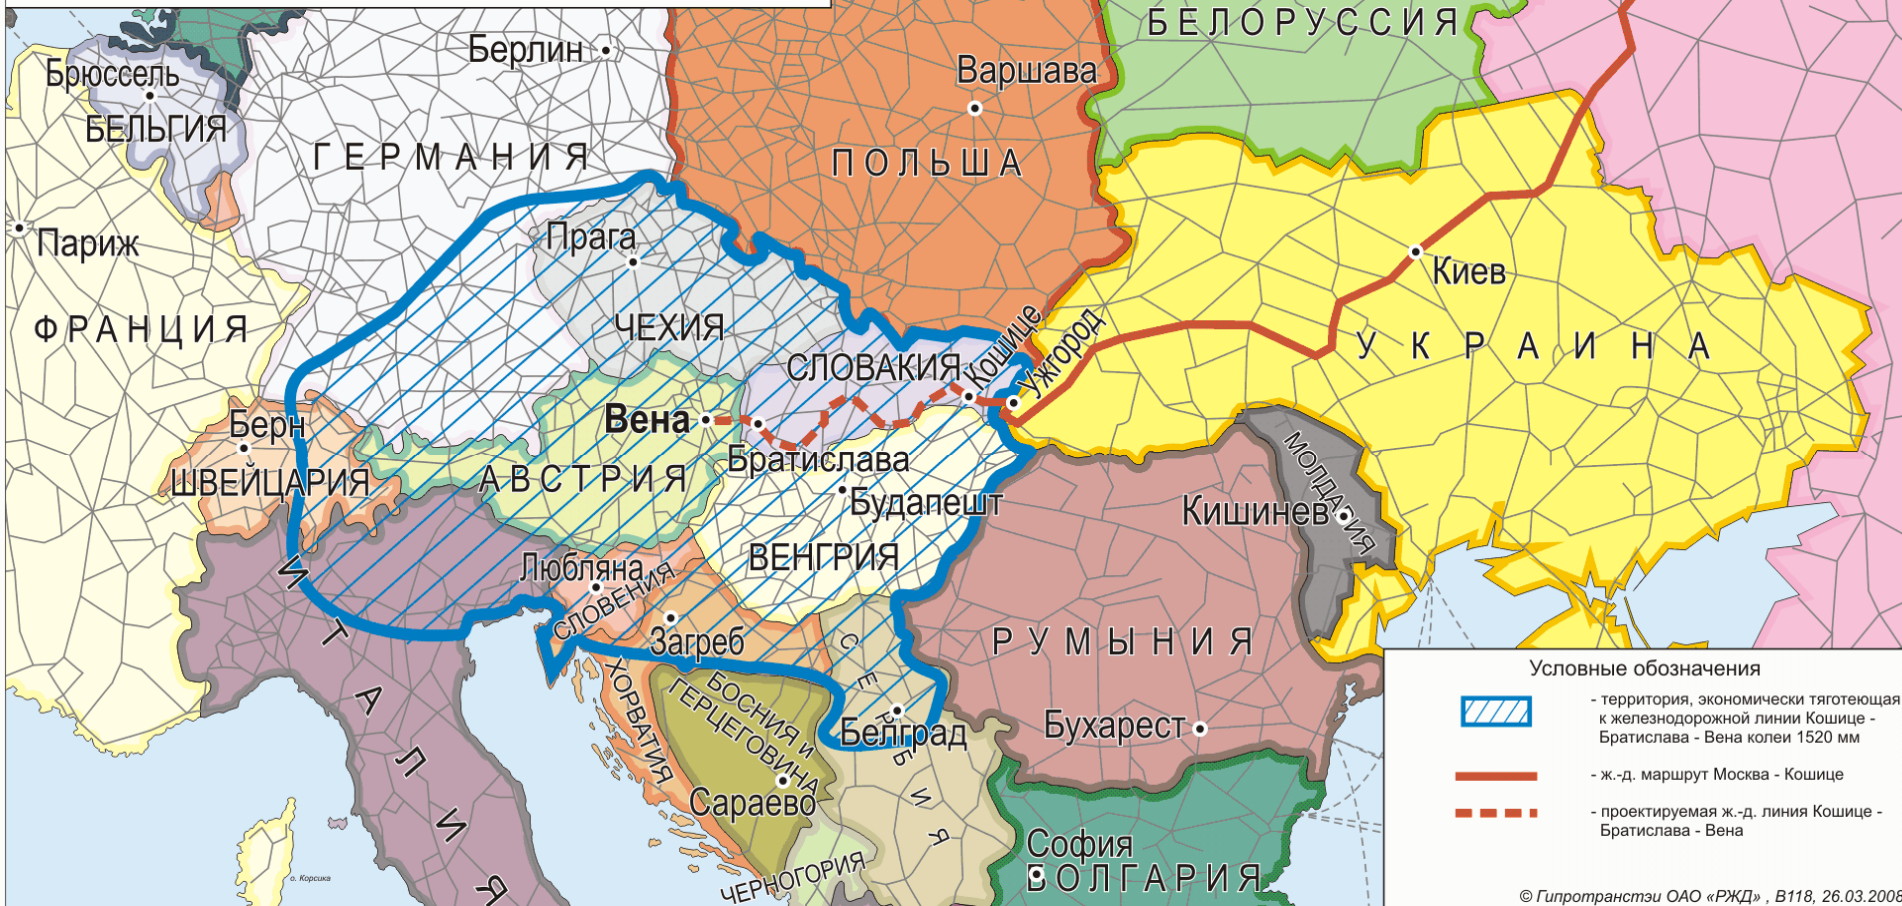 БЕЛОРУССИЯ
Берлин
Варшава
Брюссель
БЕЛЬГИЯ
ГЕРМАНИЯ
ПОЛЬША
Париж
Прага
Киев
ФРАНЦИЯ
ЧЕХИЯ
УКРАИНА
СЛОВАКИЯ
Кошице
Ужгород
Вена
Берн
Братислава
ШВЕЙЦАРИЯ
АВСТРИЯ
Будапешт
МОЛДАВИЯ
Кишинев
ВЕНГРИЯ
Любляна
СЛОВЕНИЯ
Загреб
РУМЫНИЯ
ИТАЛИЯ
ХОРВАТИЯ
БОСНИЯ и
ГЕРЦЕГОВИНА
СЕРБИЯ
Белград
Бухарест
Сараево
София
БОЛГАРИЯ
ЧЕРНОГОРИЯ
о. Корсика
Условные обозначения
- территория, экономически тяготеющая
к железнодорожной линии Кошице -
Братислава - Вена колеи 1520 мм
- ж.-д. маршрут Москва - Кошице
- проектируемая ж.-д. линия Кошице -
Братислава - Вена
© Гипротранстэи ОАО «РЖД» , В118, 26.03.2008